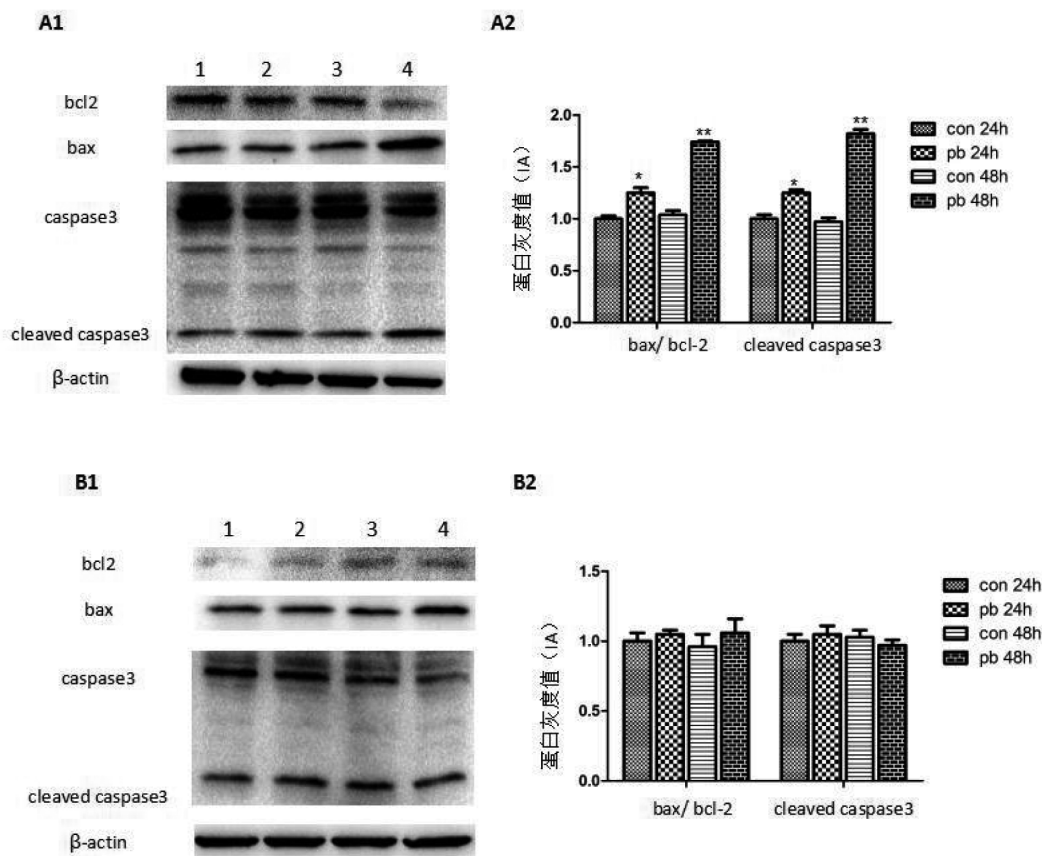 A1
1 2 3 4
bcl2
bax
caspase3
cleaved caspase3
β-actin
A2
蛋白灰度值（IA）
2.0
1.5
1.0
0.5
0.0
* ** * **
bax/ bcl-2 cleaved caspase3
con 24h
pb 24h
con 48h
pb 48h
B1
1 2 3 4
bcl2
bax
caspase3
cleaved caspase3
β-actin
B2
蛋白灰度值（IA）
1.5
1.0
0.5
0.0
bax/ bcl-2 cleaved caspase3
con 24h
pb 24h
con 48h
pb 48h